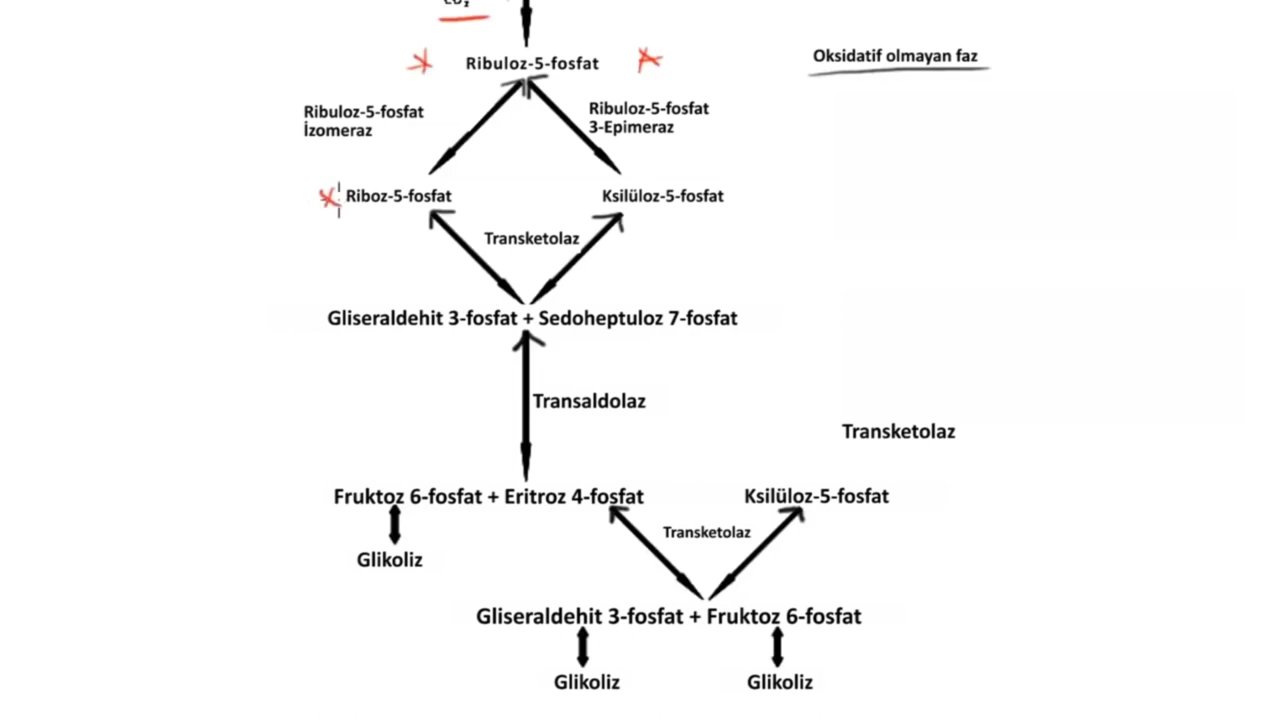 CO₂
Ribuloz-5-fosfat
Oksidatif olmayan faz
Ribuloz-5-fosfat
İzomeraz
Ribuloz-5-fosfat
3-Epimeraz
Riboz-5-fosfat
Ksilüloz-5-fosfat
Transketolaz
Gliseraldehit 3-fosfat + Sedoheptuloz 7-fosfat
Transaldolaz
Transketolaz
Fruktoz 6-fosfat + Eritroz 4-fosfat
Ksilüloz-5-fosfat
Transketolaz
Glikoliz
Gliseraldehit 3-fosfat + Fruktoz 6-fosfat
Glikoliz
Glikoliz